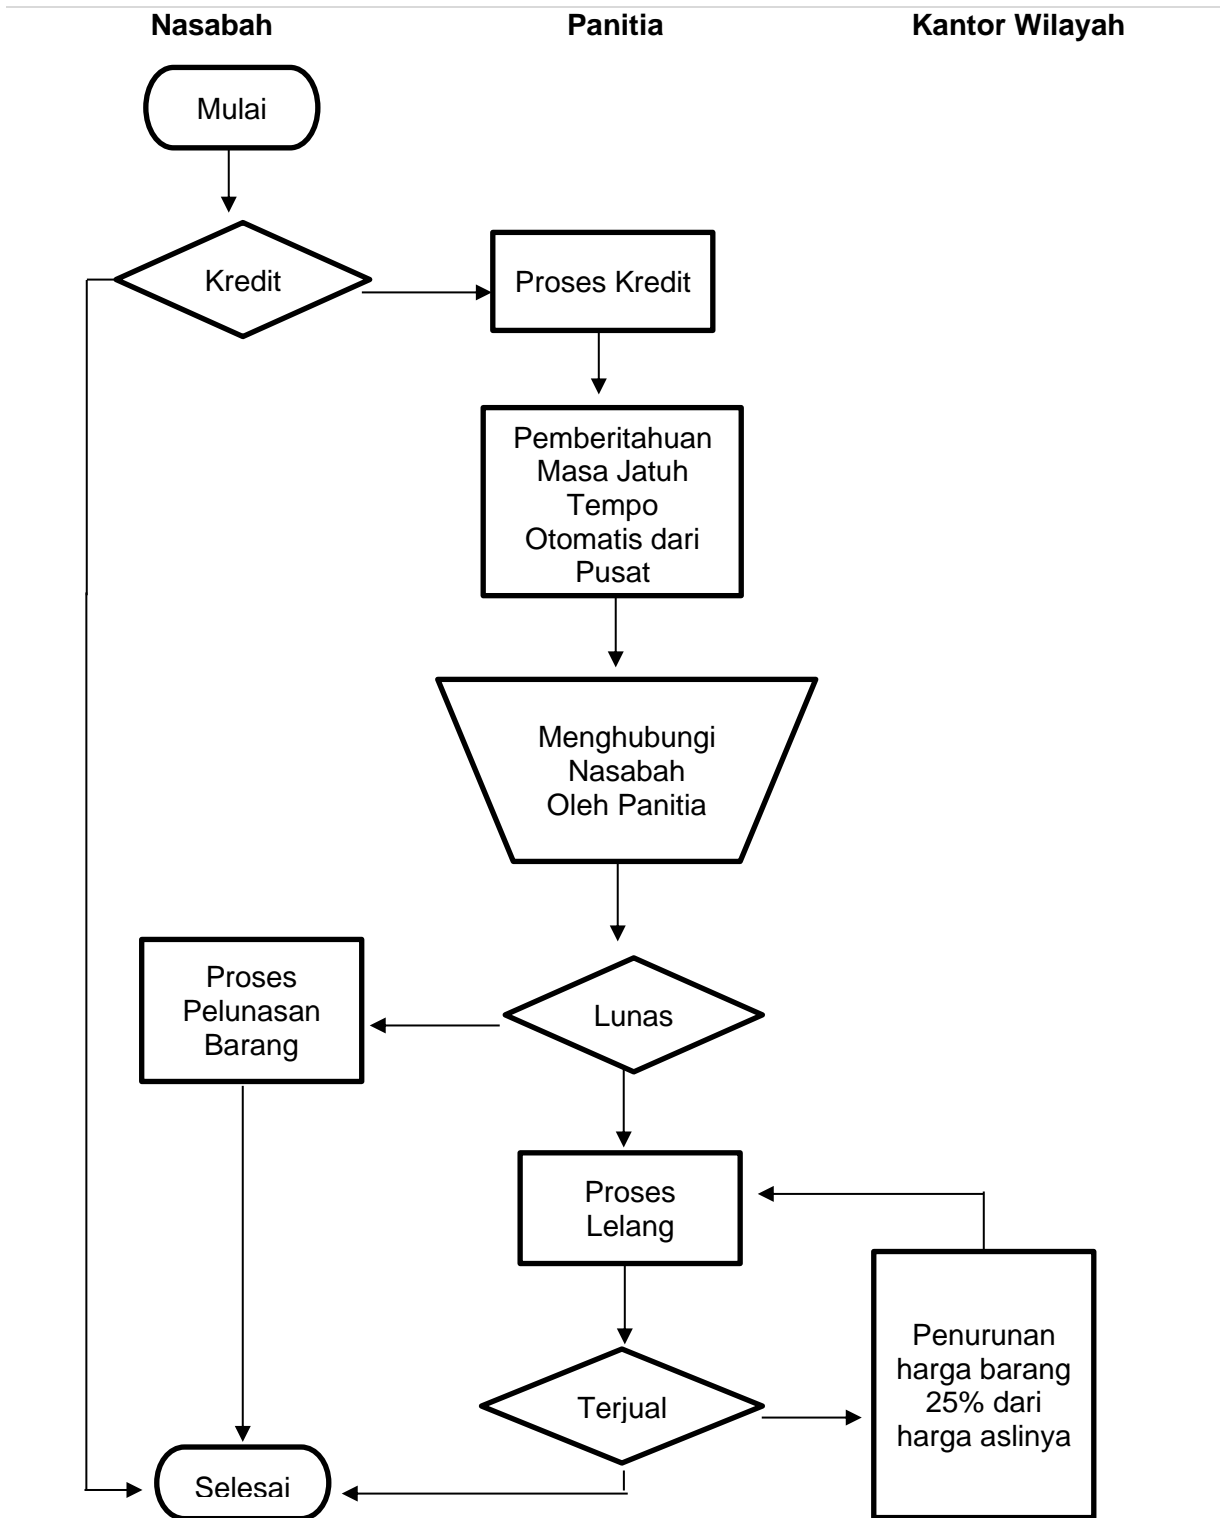 Nasabah
Panitia
Kantor Wilayah
Mulai
Kredit
Proses Kredit
Pemberitahuan
Masa Jatuh
Tempo
Otomatis dari
Pusat
Menghubungi
Nasabah
Oleh Panitia
Proses
Pelunasan
Barang
Lunas
Proses
Lelang
Penurunan
harga barang
25% dari
harga aslinya
Terjual
Selesai